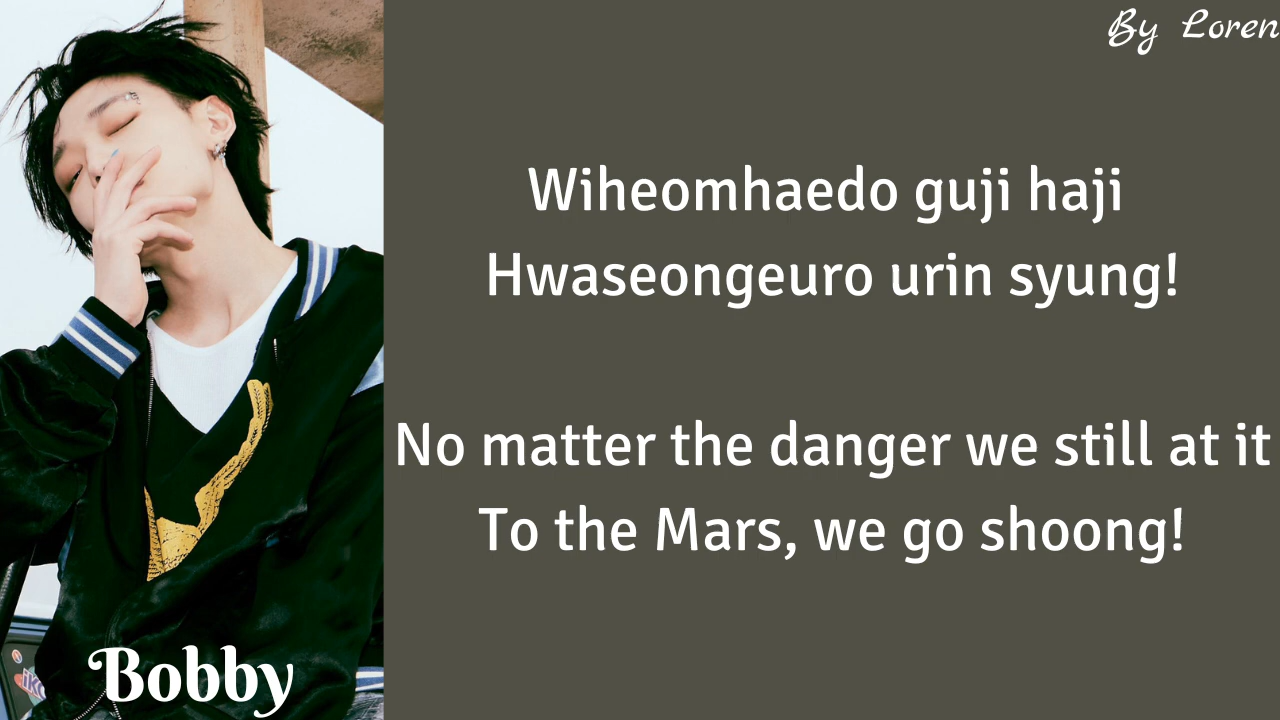 By Loren
Wiheomhaedo guji haji
Hwaseongeuro urin syung!
No matter the danger we still at it
To the Mars, we go shoong!
Bobby